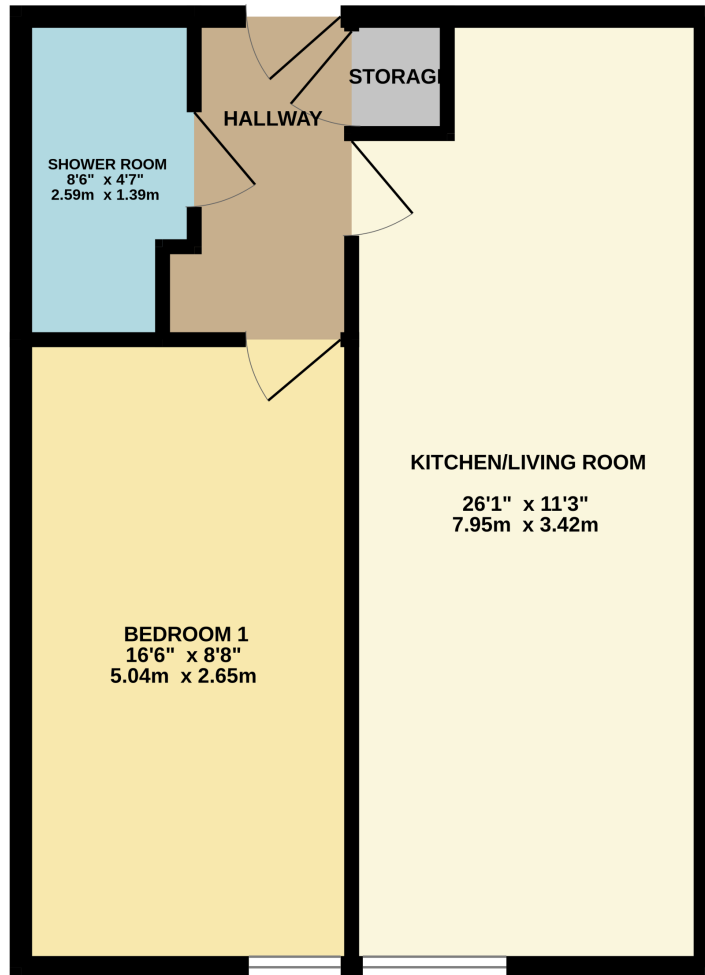 STORAGE
HALLWAY
SHOWER ROOM
8'6" x 4'7"
2.59m x 1.39m
KITCHEN/LIVING ROOM
26'1" x 11'3"
7.95m x 3.42m
BEDROOM 1
16'6" x 8'8"
5.04m x 2.65m